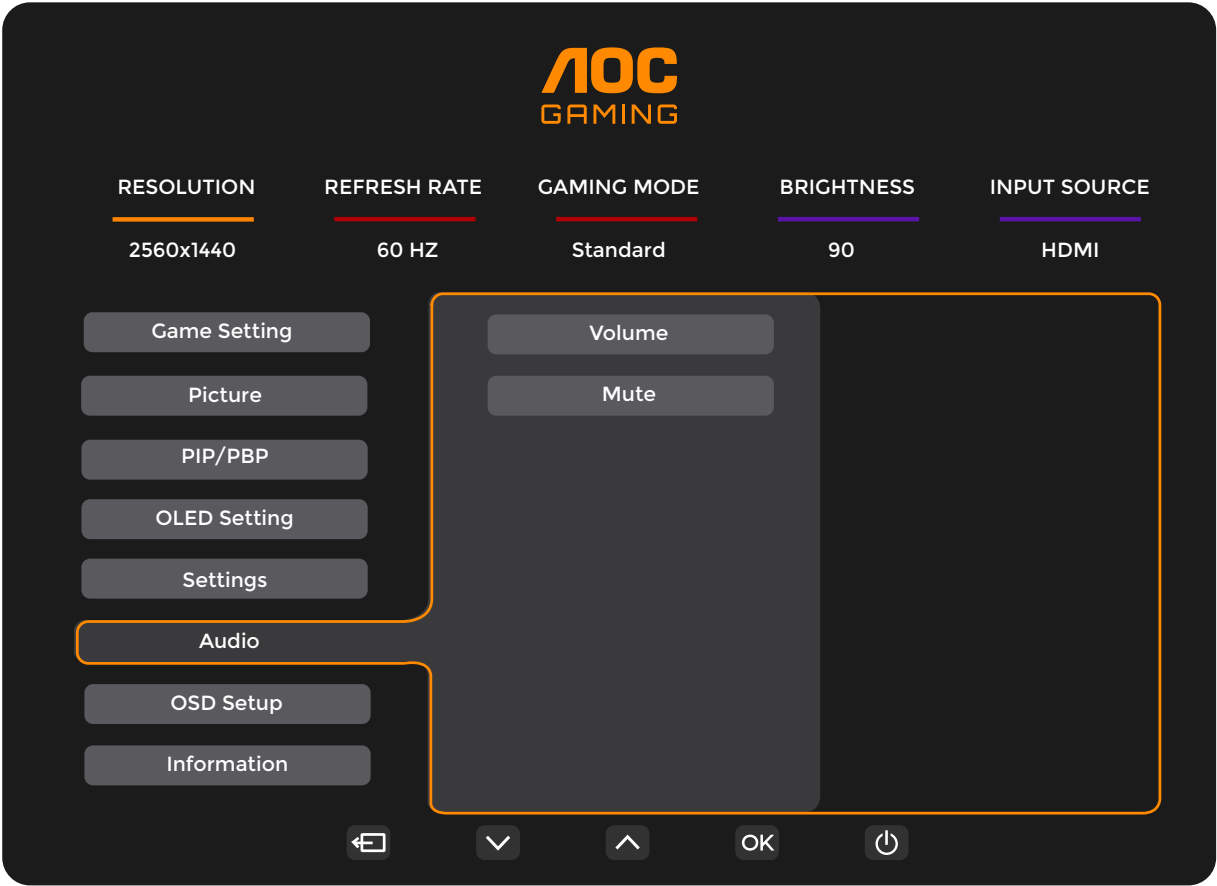 AOC
GAMING
RESOLUTION REFRESH RATE GAMING MODE BRIGHTNESS INPUT SOURCE
2560x1440 60 HZ Standard 90 HDMI
Game Setting
Picture
PIP/PBP
OLED Setting
Settings
Audio
OSD Setup
Information
Volume
Mute
OK